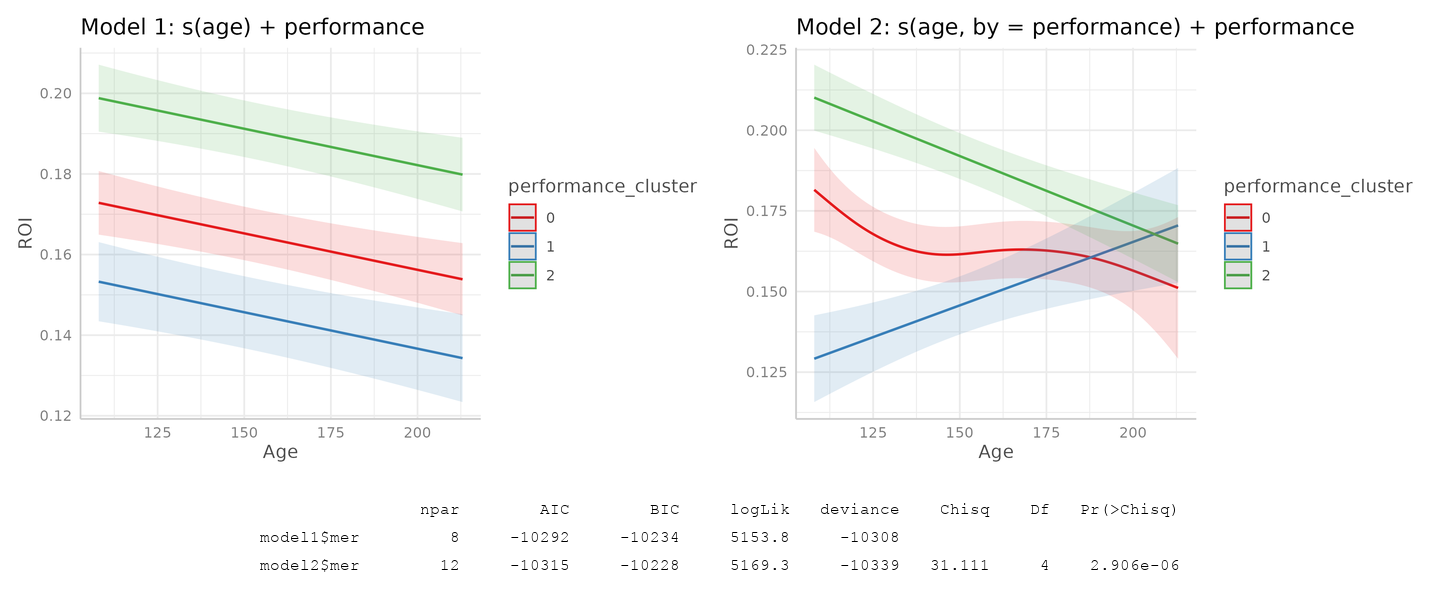 Model 1: s(age) + performance
0.20
0.18
0.16
0.14
0.12
ROI
125 150 175 200
Age
performance_cluster
0
1
2
Model 2: s(age, by = performance) + performance
0.225
0.200
0.175
0.150
0.125
ROI
125 150 175 200
Age
performance_cluster
0
1
2
npar AIC BIC logLik deviance Chisq Df Pr(>Chisq)
model1$mer 8 -10292 -10234 5153.8 -10308
model2$mer 12 -10315 -10228 5169.3 -10339 31.111 4 2.906e-06